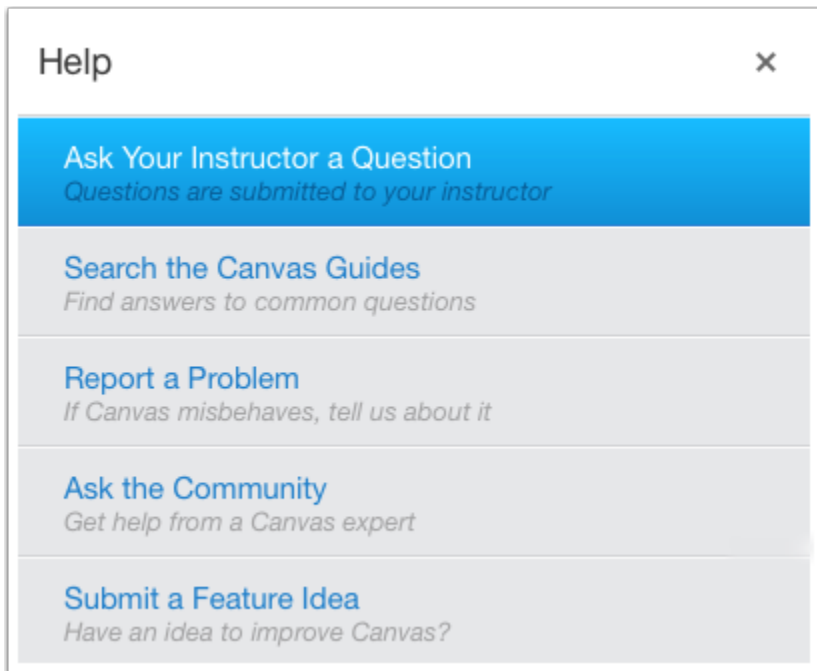 Help
Ask Your Instructor a Question
Questions are submitted to your instructor
Search the Canvas Guides
Find answers to common questions
Report a Problem
If Canvas misbehaves, tell us about it
Ask the Community
Get help from a Canvas expert
Submit a Feature Idea
Have an idea to improve Canvas?